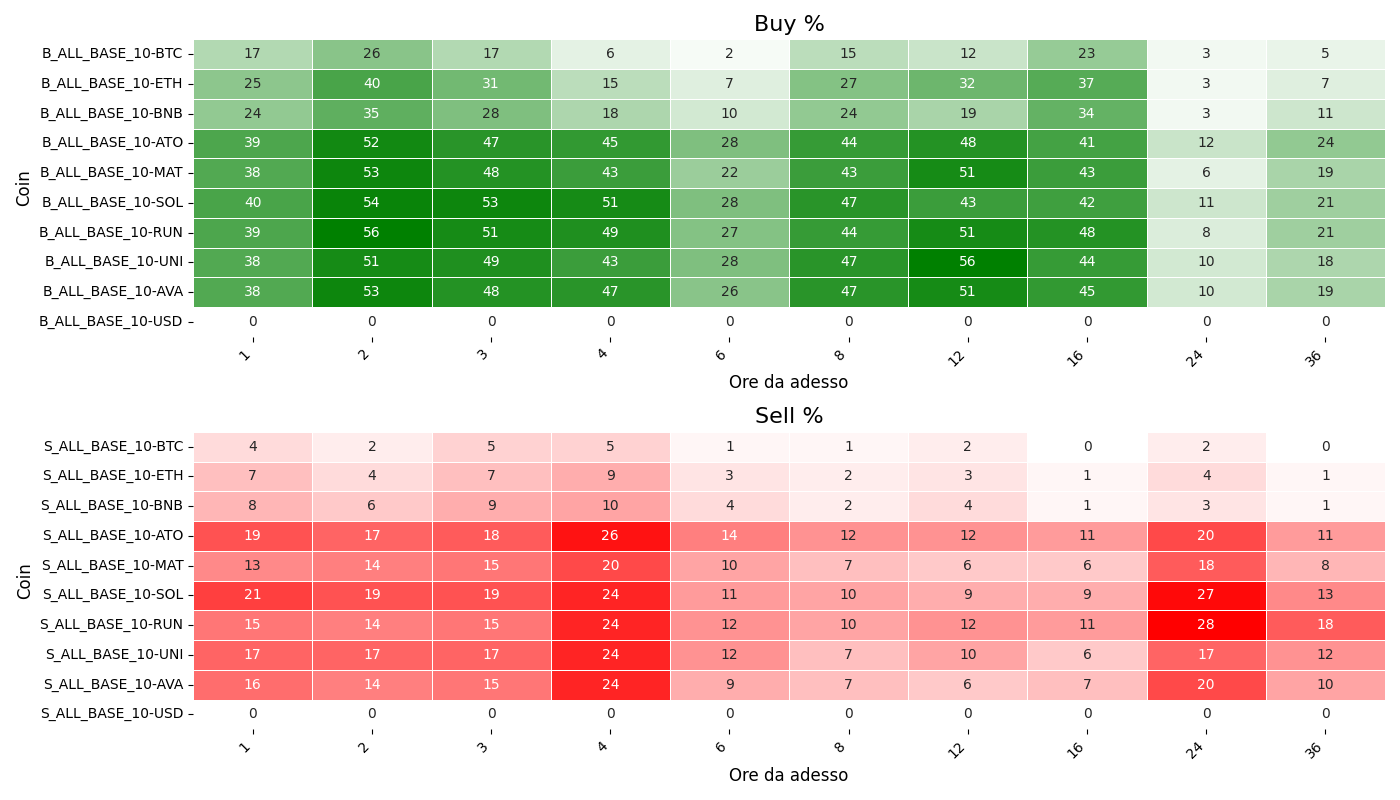 Buy %
Coin
B_ALL_BASE_10-BTC 17 26 17 6 2 15 12 23 3 5
B_ALL_BASE_10-ETH 25 40 31 15 7 27 32 37 3 7
B_ALL_BASE_10-BNB 24 35 28 18 10 24 19 34 3 11
B_ALL_BASE_10-ATO 39 52 47 45 28 44 48 41 12 24
B_ALL_BASE_10-MAT 38 53 48 43 22 43 51 43 6 19
B_ALL_BASE_10-SOL 40 54 53 51 28 47 43 42 11 21
B_ALL_BASE_10-RUN 39 56 51 49 27 44 51 48 8 21
B_ALL_BASE_10-UNI 38 51 49 43 28 47 56 44 10 18
B_ALL_BASE_10-AVA 38 53 48 47 26 47 51 45 10 19
B_ALL_BASE_10-USD 0 0 0 0 0 0 0 0 0 0
1 2 3 4 6 8 12 16 24 36
Ore da adesso
Sell %
Coin
S_ALL_BASE_10-BTC 4 2 5 5 1 1 2 0 2 0
S_ALL_BASE_10-ETH 7 4 7 9 3 2 3 1 4 1
S_ALL_BASE_10-BNB 8 6 9 10 4 2 4 1 3 1
S_ALL_BASE_10-ATO 19 17 18 26 14 12 12 11 20 11
S_ALL_BASE_10-MAT 13 14 15 20 10 7 6 6 18 8
S_ALL_BASE_10-SOL 21 19 19 24 11 10 9 9 27 13
S_ALL_BASE_10-RUN 15 14 15 24 12 10 12 11 28 18
S_ALL_BASE_10-UNI 17 17 17 24 12 7 10 6 17 12
S_ALL_BASE_10-AVA 16 14 15 24 9 7 6 7 20 10
S_ALL_BASE_10-USD 0 0 0 0 0 0 0 0 0 0
1 2 3 4 6 8 12 16 24 36
Ore da adesso